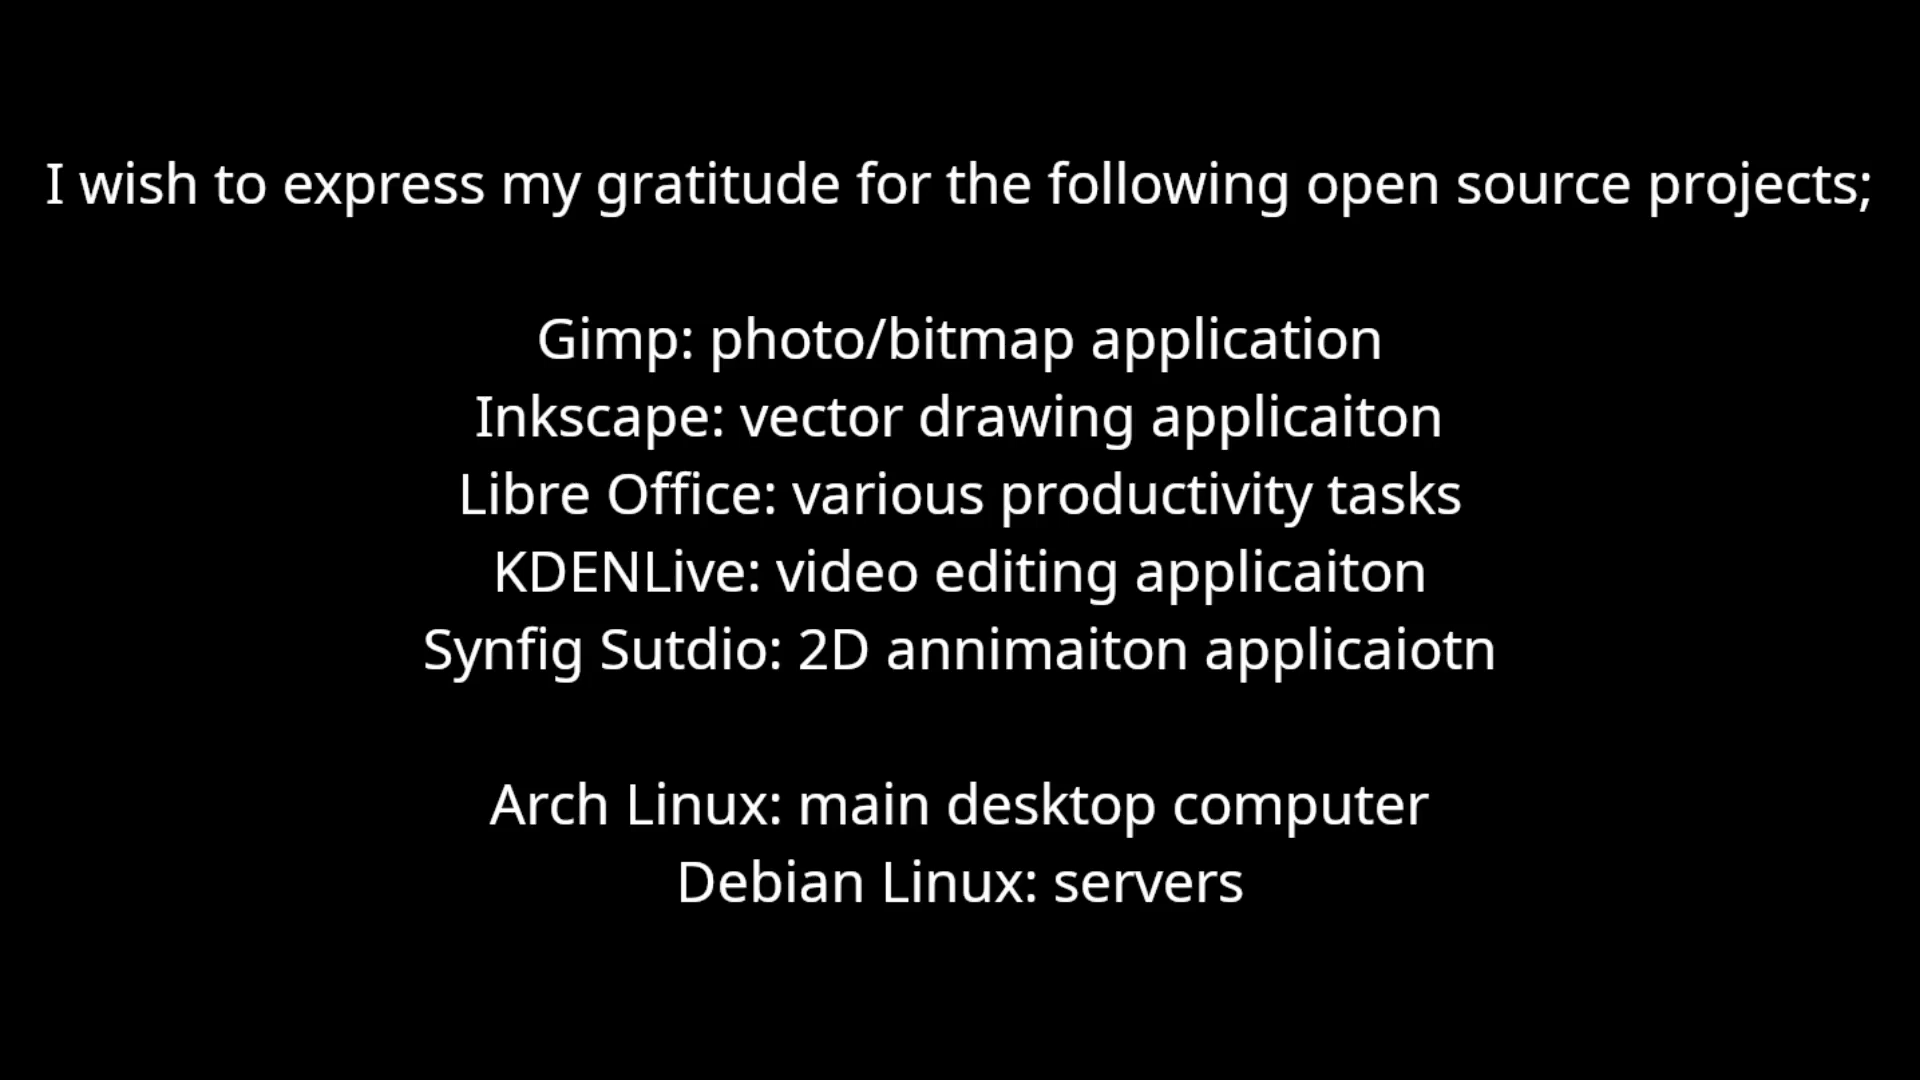 I wish to express my gratitude for the following open source projects;
Gimp: photo/bitmap application
Inkscape: vector drawing applicaiton
Libre Office: various productivity tasks
KDENLive: video editing applicaiton
Synfig Sutdio: 2D annimaiton applicaiotn
Arch Linux: main desktop computer
Debian Linux: servers